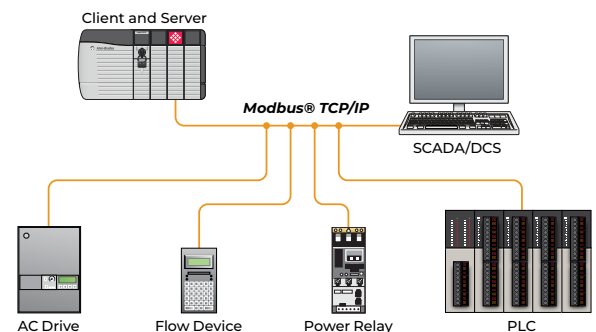 Client and Server
Modbus® TCP/IP
SCADA/DCS
AC Drive
Flow Device
Power Relay
PLC